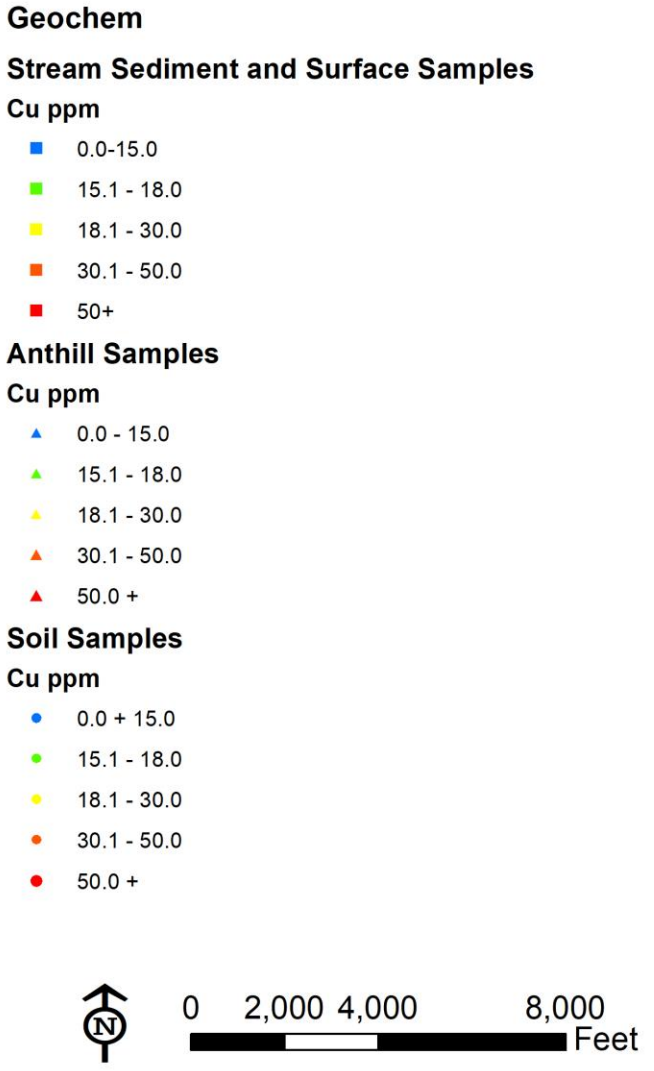 Geochem
Stream Sediment and Surface Samples
Cu ppm
0.0-15.0
15.1 - 18.0
18.1 - 30.0
30.1 - 50.0
50+
Anthill Samples
Cu ppm
0.0 - 15.0
15.1 - 18.0
18.1 - 30.0
30.1 - 50.0
50.0 +
Soil Samples
Cu ppm
0.0 + 15.0
15.1 - 18.0
18.1 - 30.0
30.1 - 50.0
50.0 +
0 2,000 4,000 8,000
N
Feet